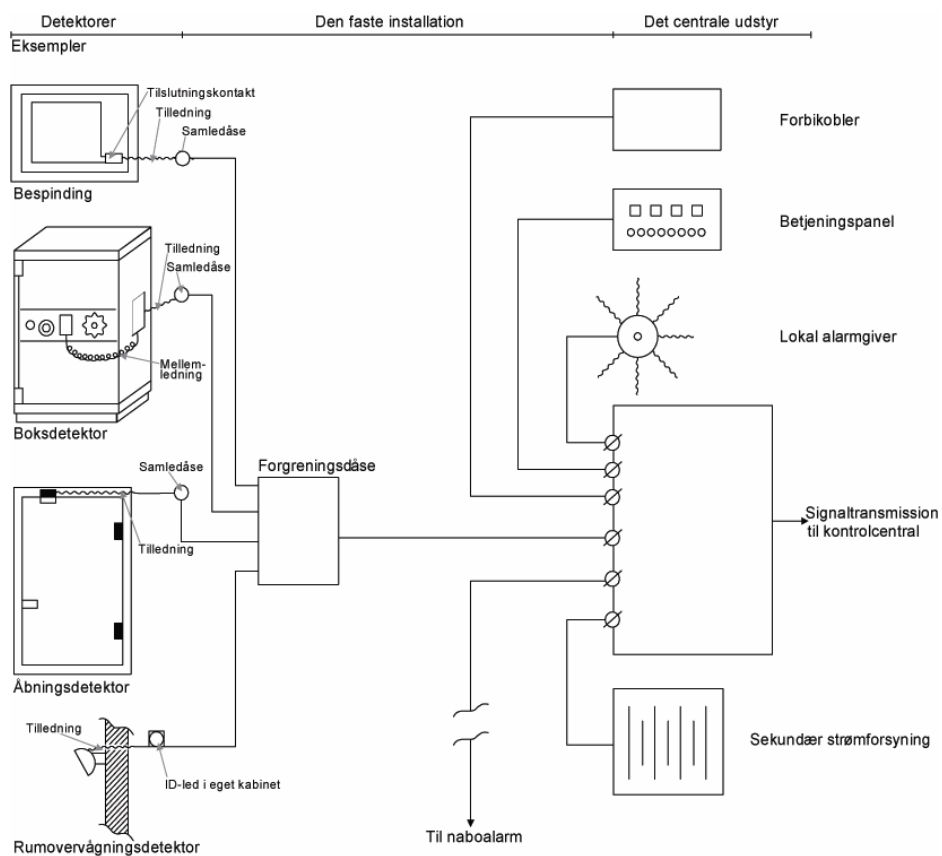 Detektorer
Den faste installation
Det centrale udstyr
Eksempler
Tilslutningskontakt
Tilledning
Samledåse
Bespinding
Tilledning
Samledåse
Mellem-
ledning
Boksdetektor
Samledåse
Forgreningsdåse
Tilledning
Åbningsdetektor
Tilledning
ID-led i eget kabinet
Rumovervågningsdetektor
Forbikobler
Betjeningspanel
Lokal alarmgiver
Signaltransmission
til kontrolcentral
Sekundær strømforsyning
Til naboalarm